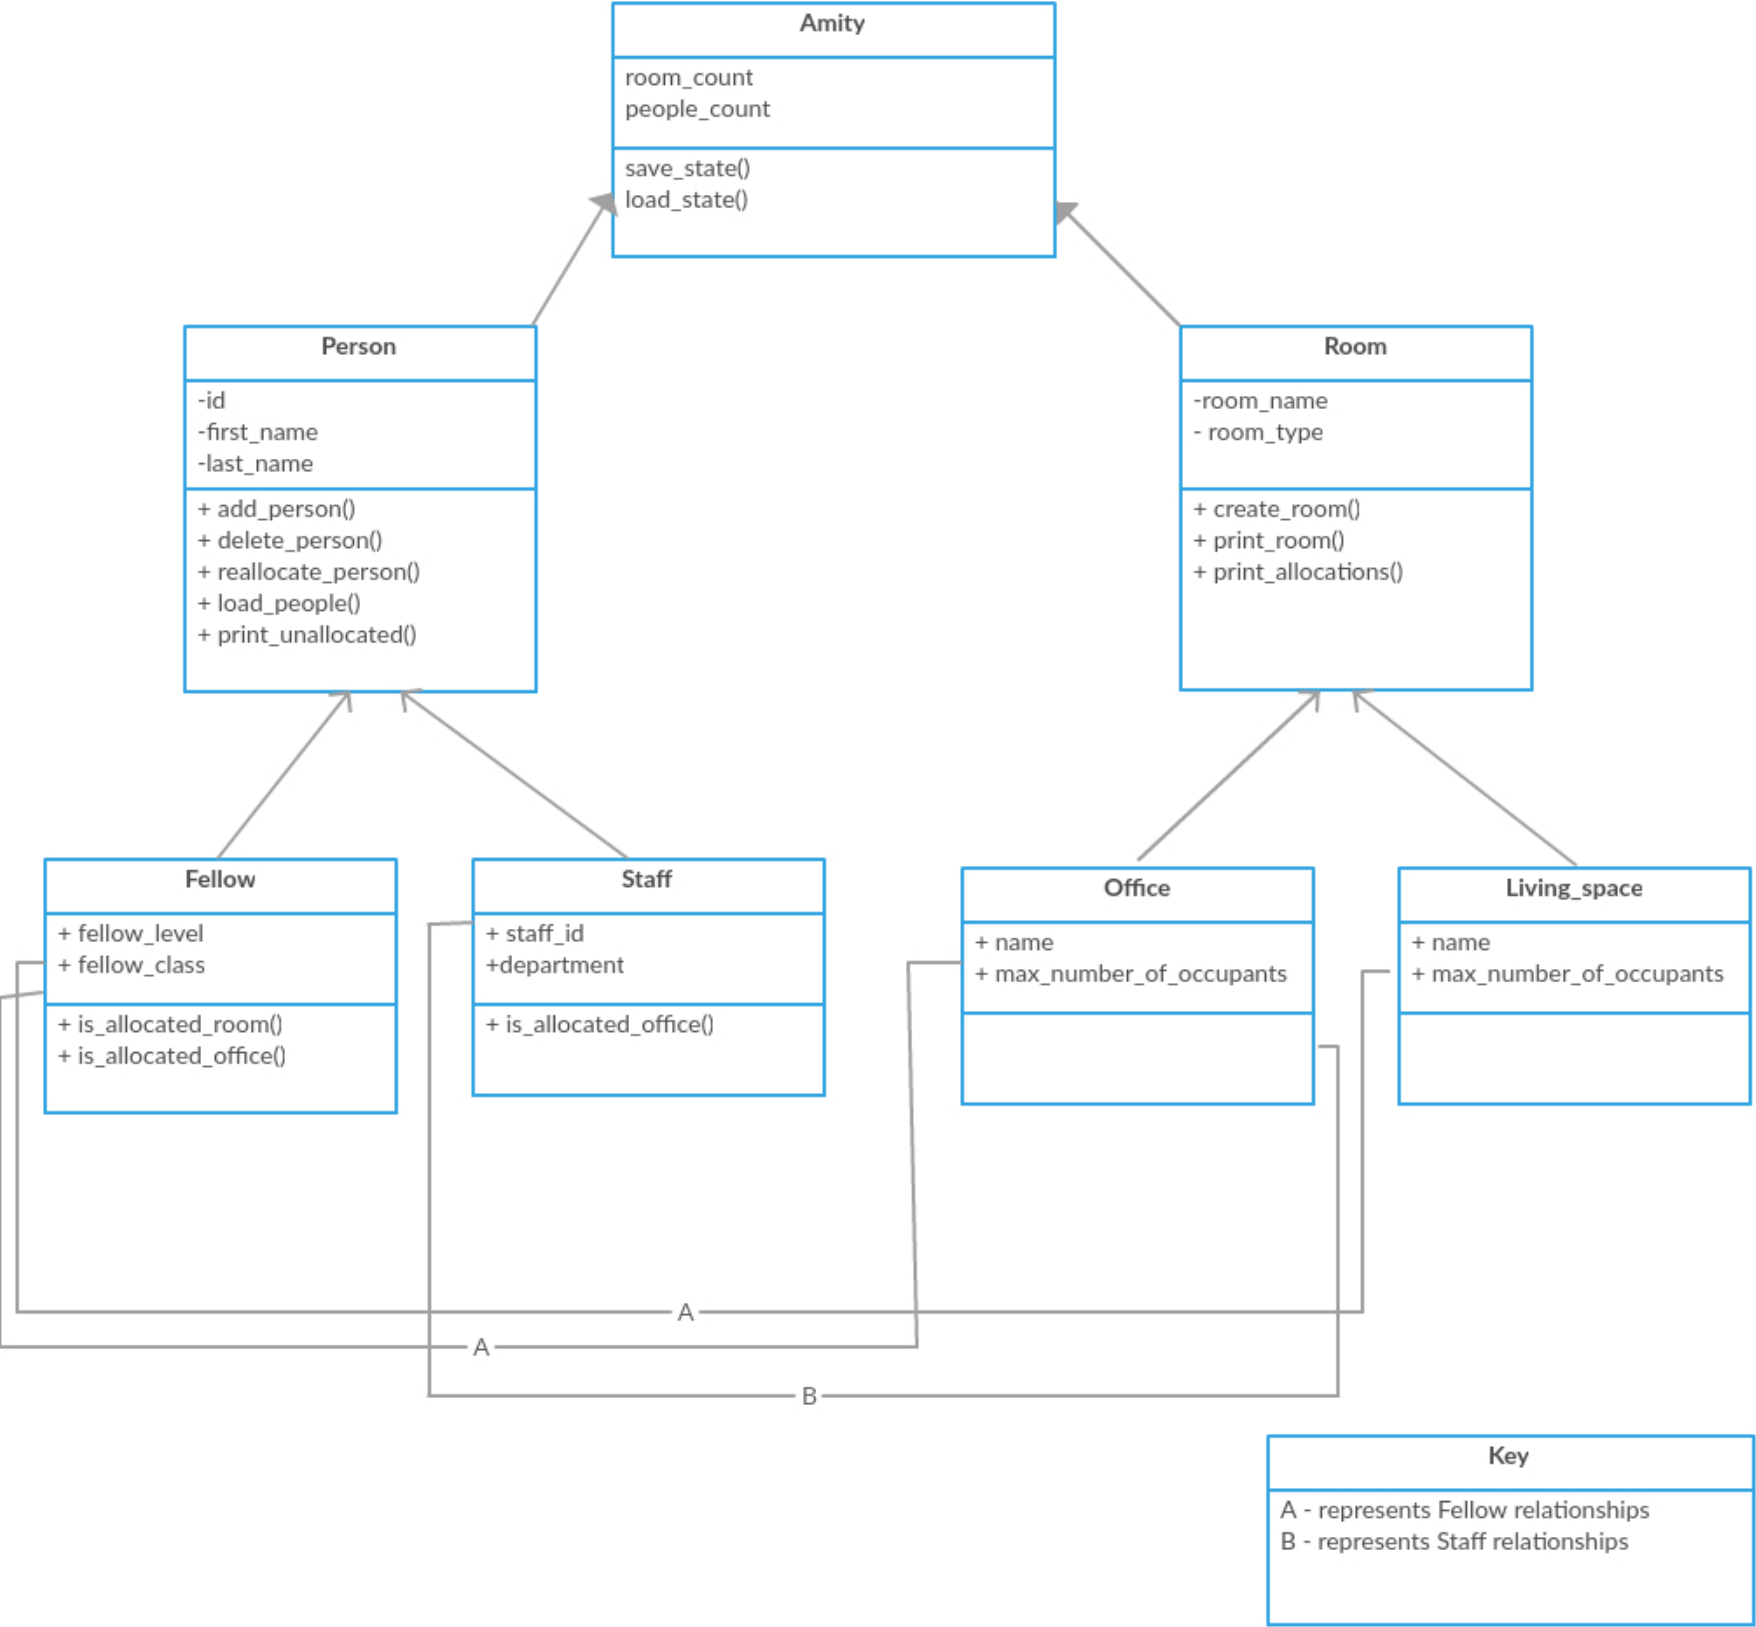 Amity
room_count
people_count
save_state()
load_state()
Person
-id
-first_name
-last_name
+ add_person()
+ delete_person()
+ reallocate_person()
+ load_people()
+ print_unallocated()
Room
-room_name
- room_type
+ create_room()
+ print_room()
+ print_allocations()
Fellow
+ fellow_level
+ fellow_class
+ is_allocated_room()
+ is_allocated_office()
Staff
+ staff_id
+department
+ is_allocated_office()
Office
+ name
+ max_number_of_occupants
Living_space
+ name
+ max_number_of_occupants
A
A
B
Key
A - represents Fellow relationships
B - represents Staff relationships